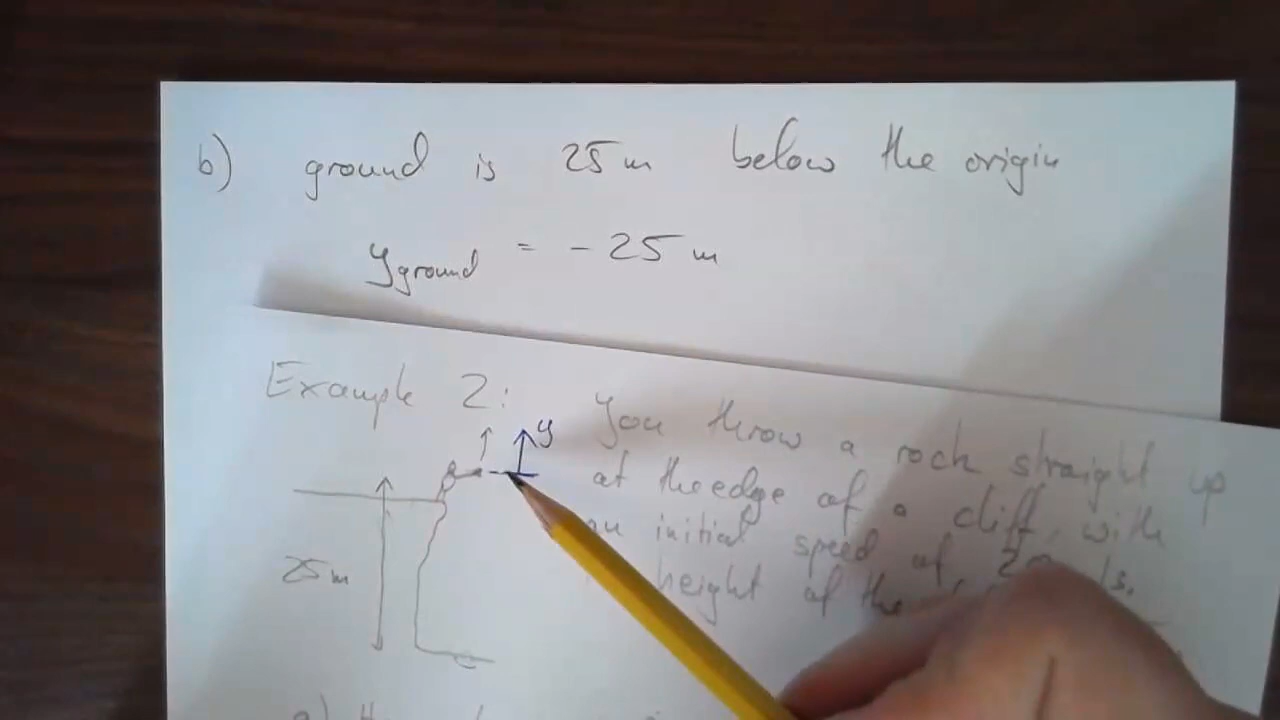 b) ground is 25 m below the origin
yground = - 25 m
Example 2: You throw a rock straight up
y
at the edge of a cliff, with
initial speed of
25 m
height of the
a)